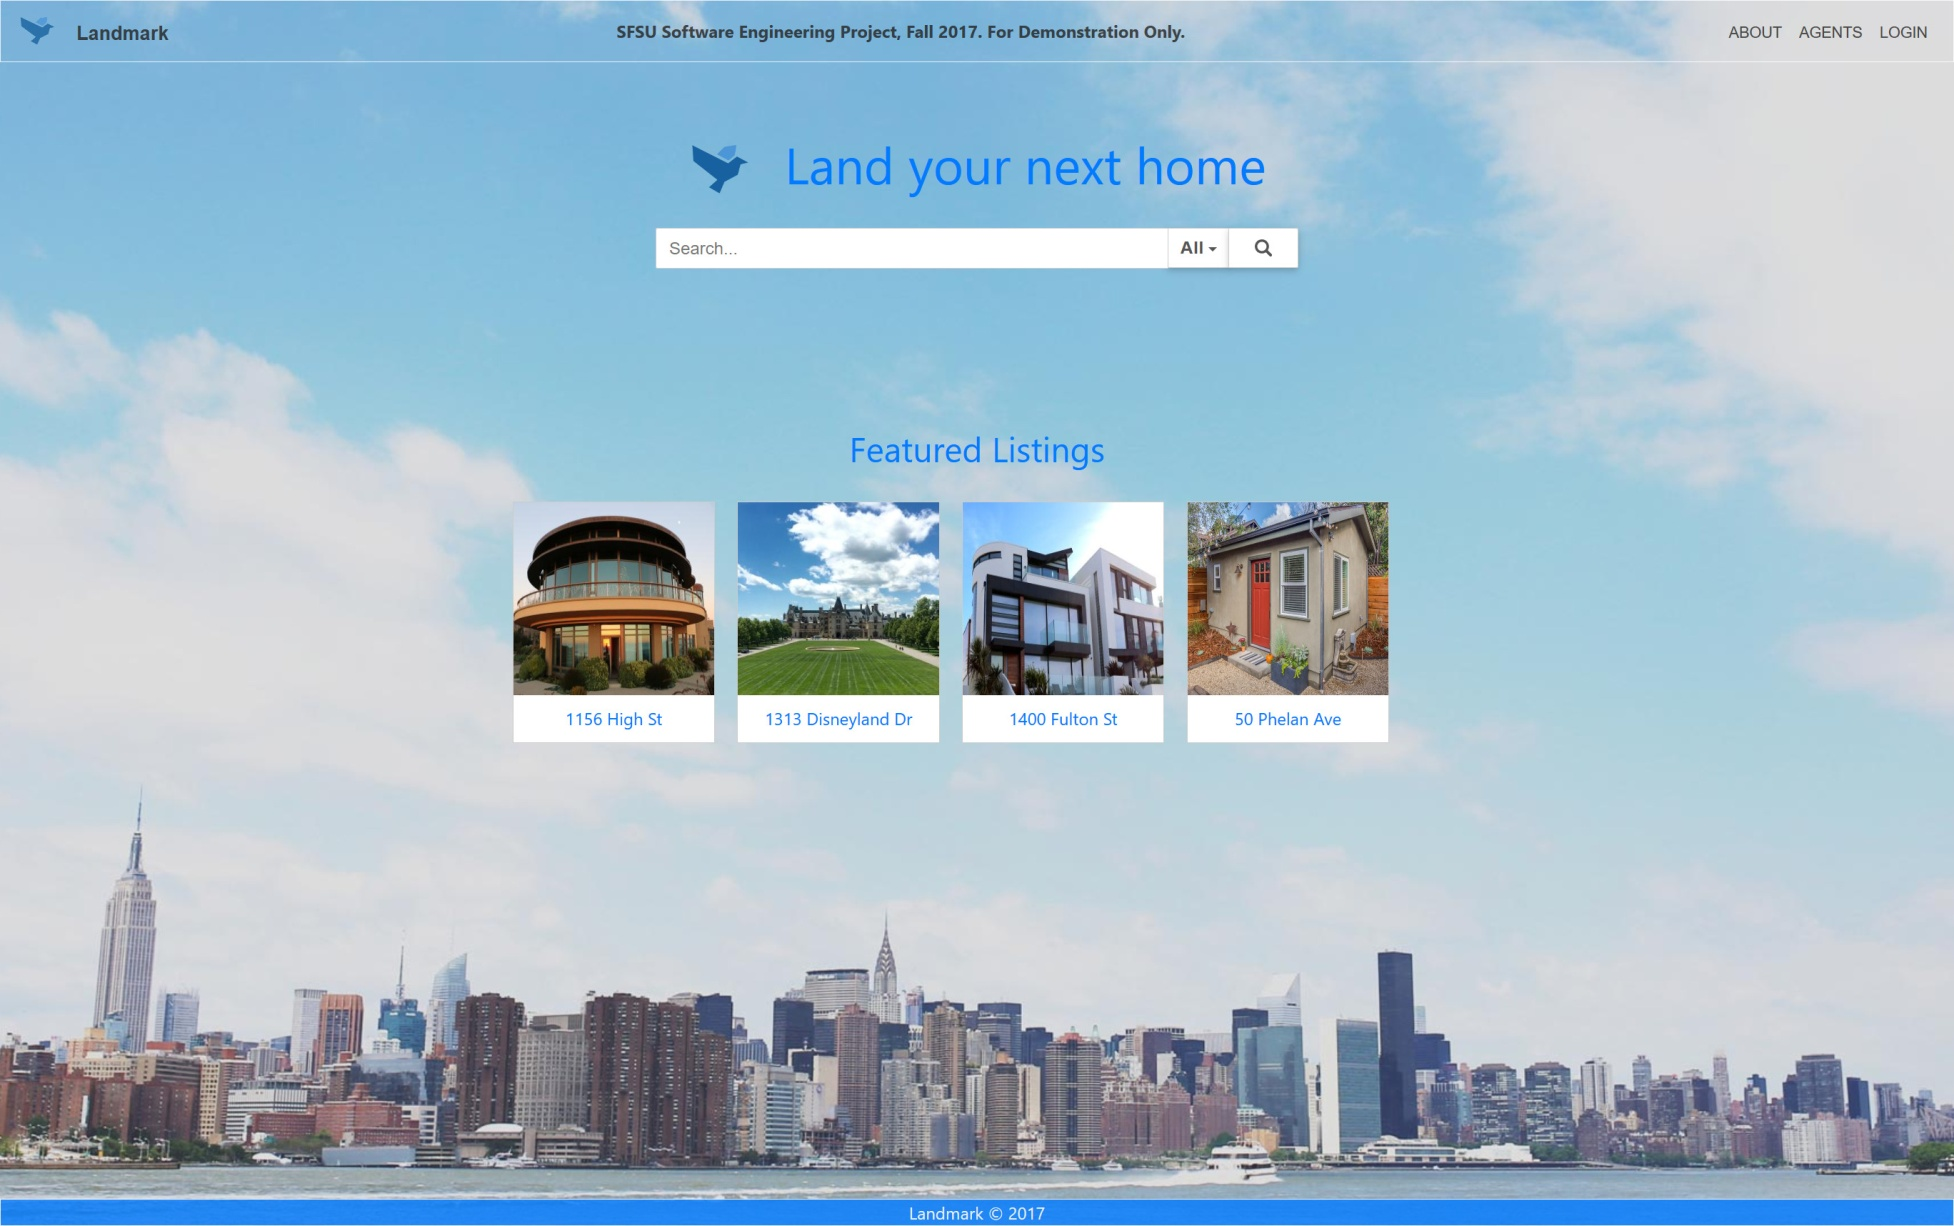 Landmark
SFSU Software Engineering Project, Fall 2017. For Demonstration Only.
ABOUT AGENTS LOGIN
Land your next home
Search...
All
Featured Listings
1156 High St
1313 Disneyland Dr
1400 Fulton St
50 Phelan Ave
Landmark © 2017